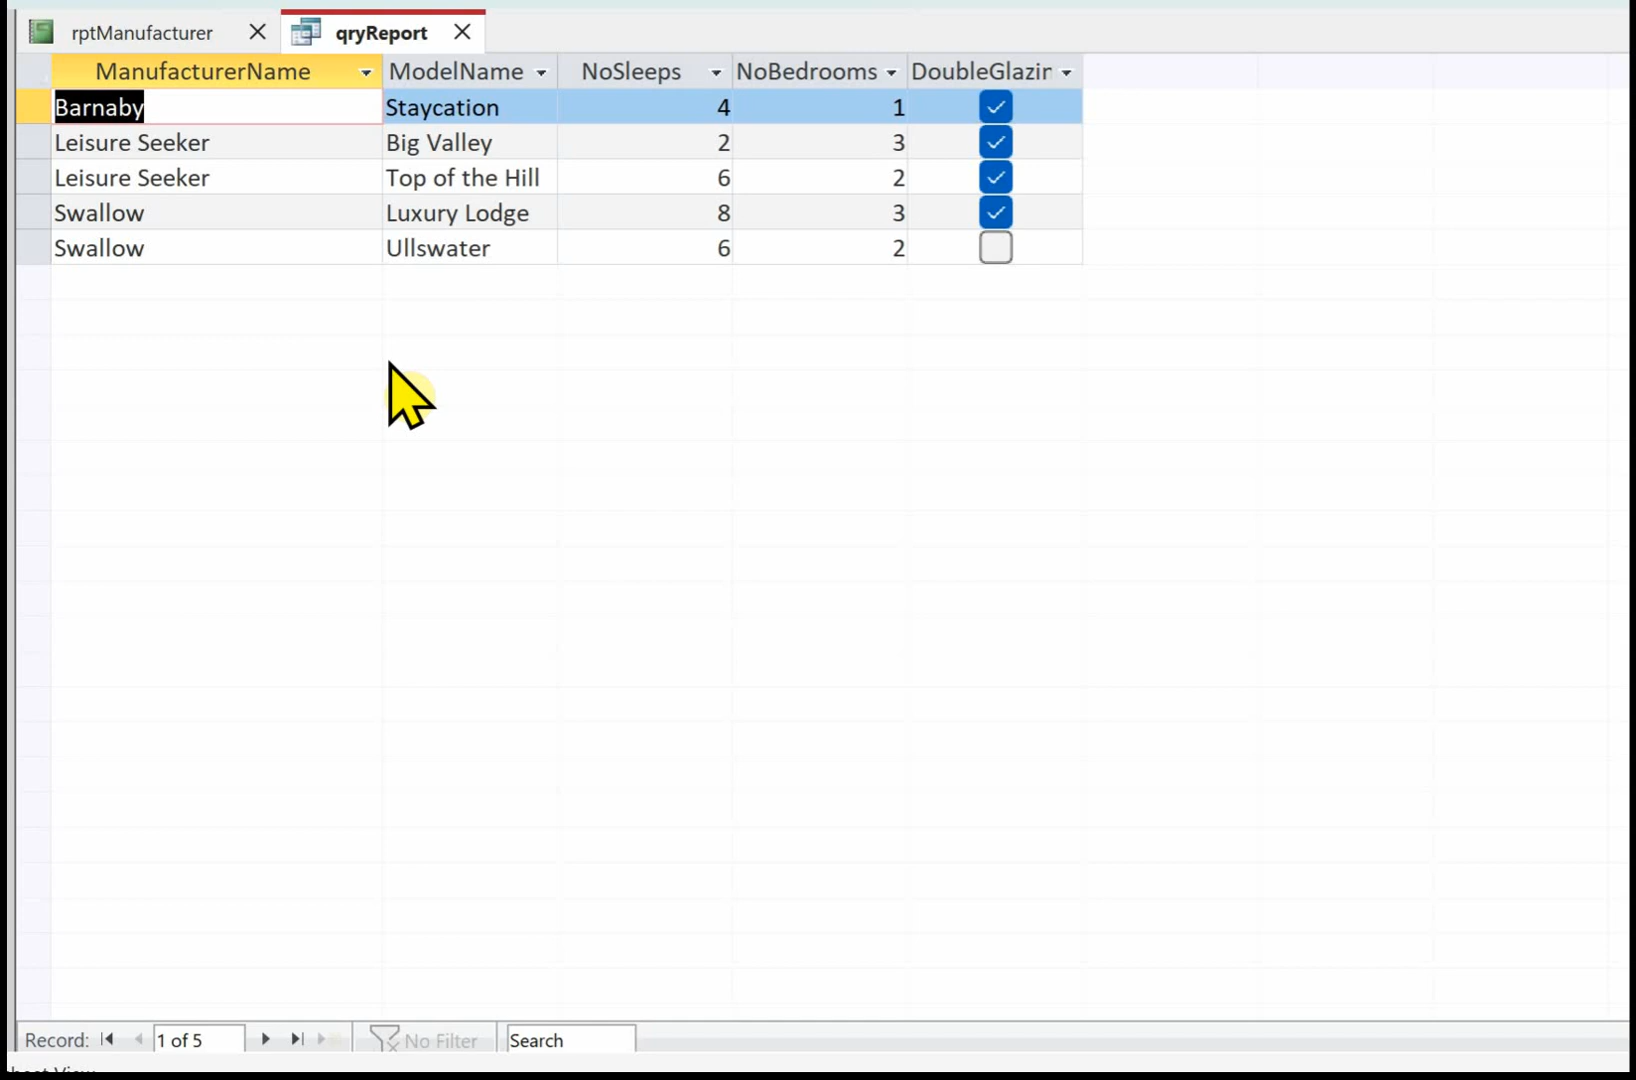 rptManufacturer qryReport
ManufacturerName ModelName NoSleeps NoBedrooms DoubleGlazin
Barnaby Staycation 4 1
Leisure Seeker Big Valley 2 3
Leisure Seeker Top of the Hill 6 2
Swallow Luxury Lodge 8 3
Swallow Ullswater 6 2
Record: 1 of 5 No Filter Search